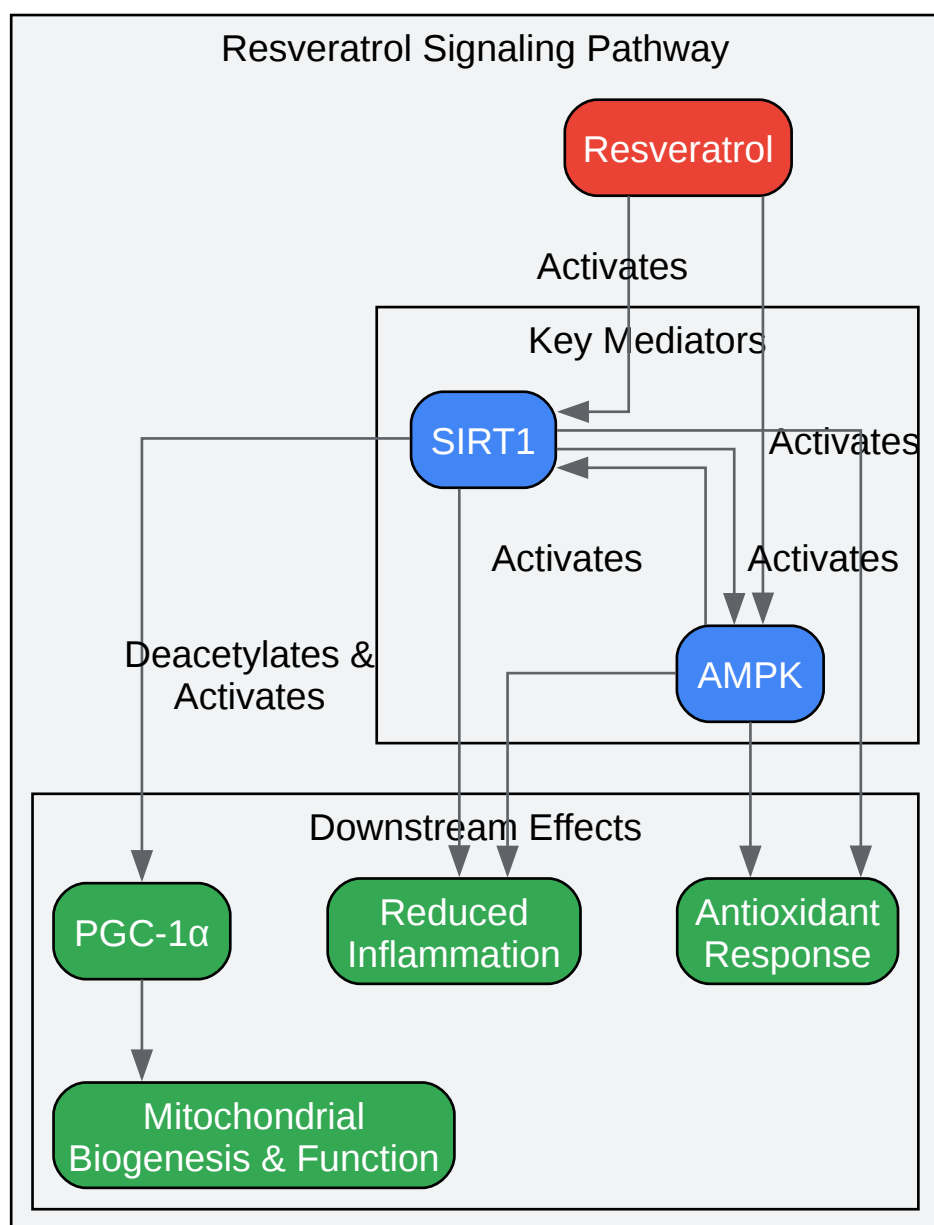 Resveratrol Signaling Pathway
Resveratrol
Activates
Key Mediators
SIRT1
Activates
Activates
Activates
Deacetylates &
Activates
AMPK
Downstream Effects
PGC-1α
Reduced
Inflammation
Antioxidant
Response
Mitochondrial
Biogenesis & Function